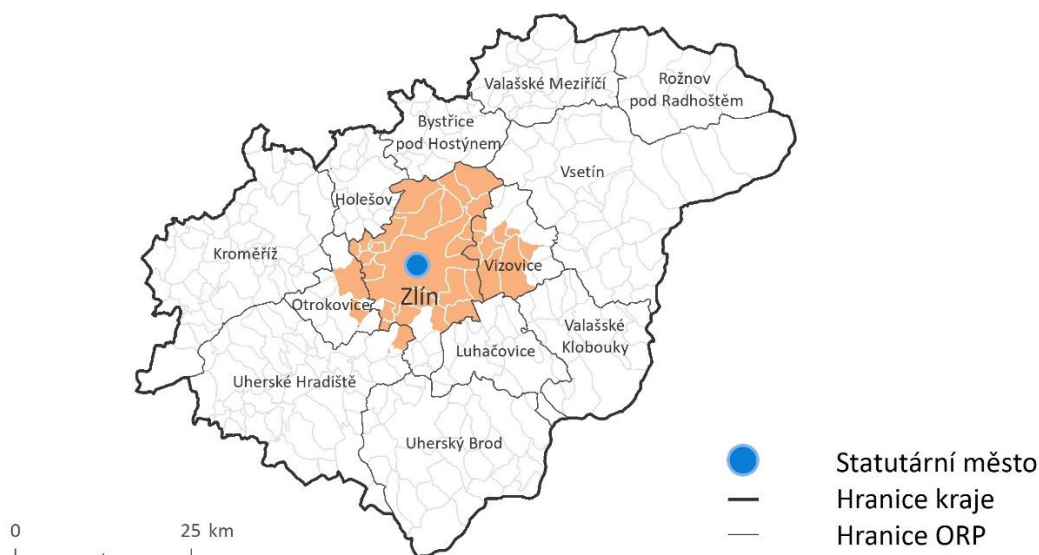 Valašské Meziříčí
Rožnov
pod Radhoštěm
Bystřice
pod Hostýnem
Vsetín
Holešov
Kroměříž
Vizovice
Zlín
Otrokovice
Valašské
Klobouky
Luhačovice
Uherské Hradiště
Uherský Brod
Statutární město
Hranice kraje
Hranice ORP
0 25 km